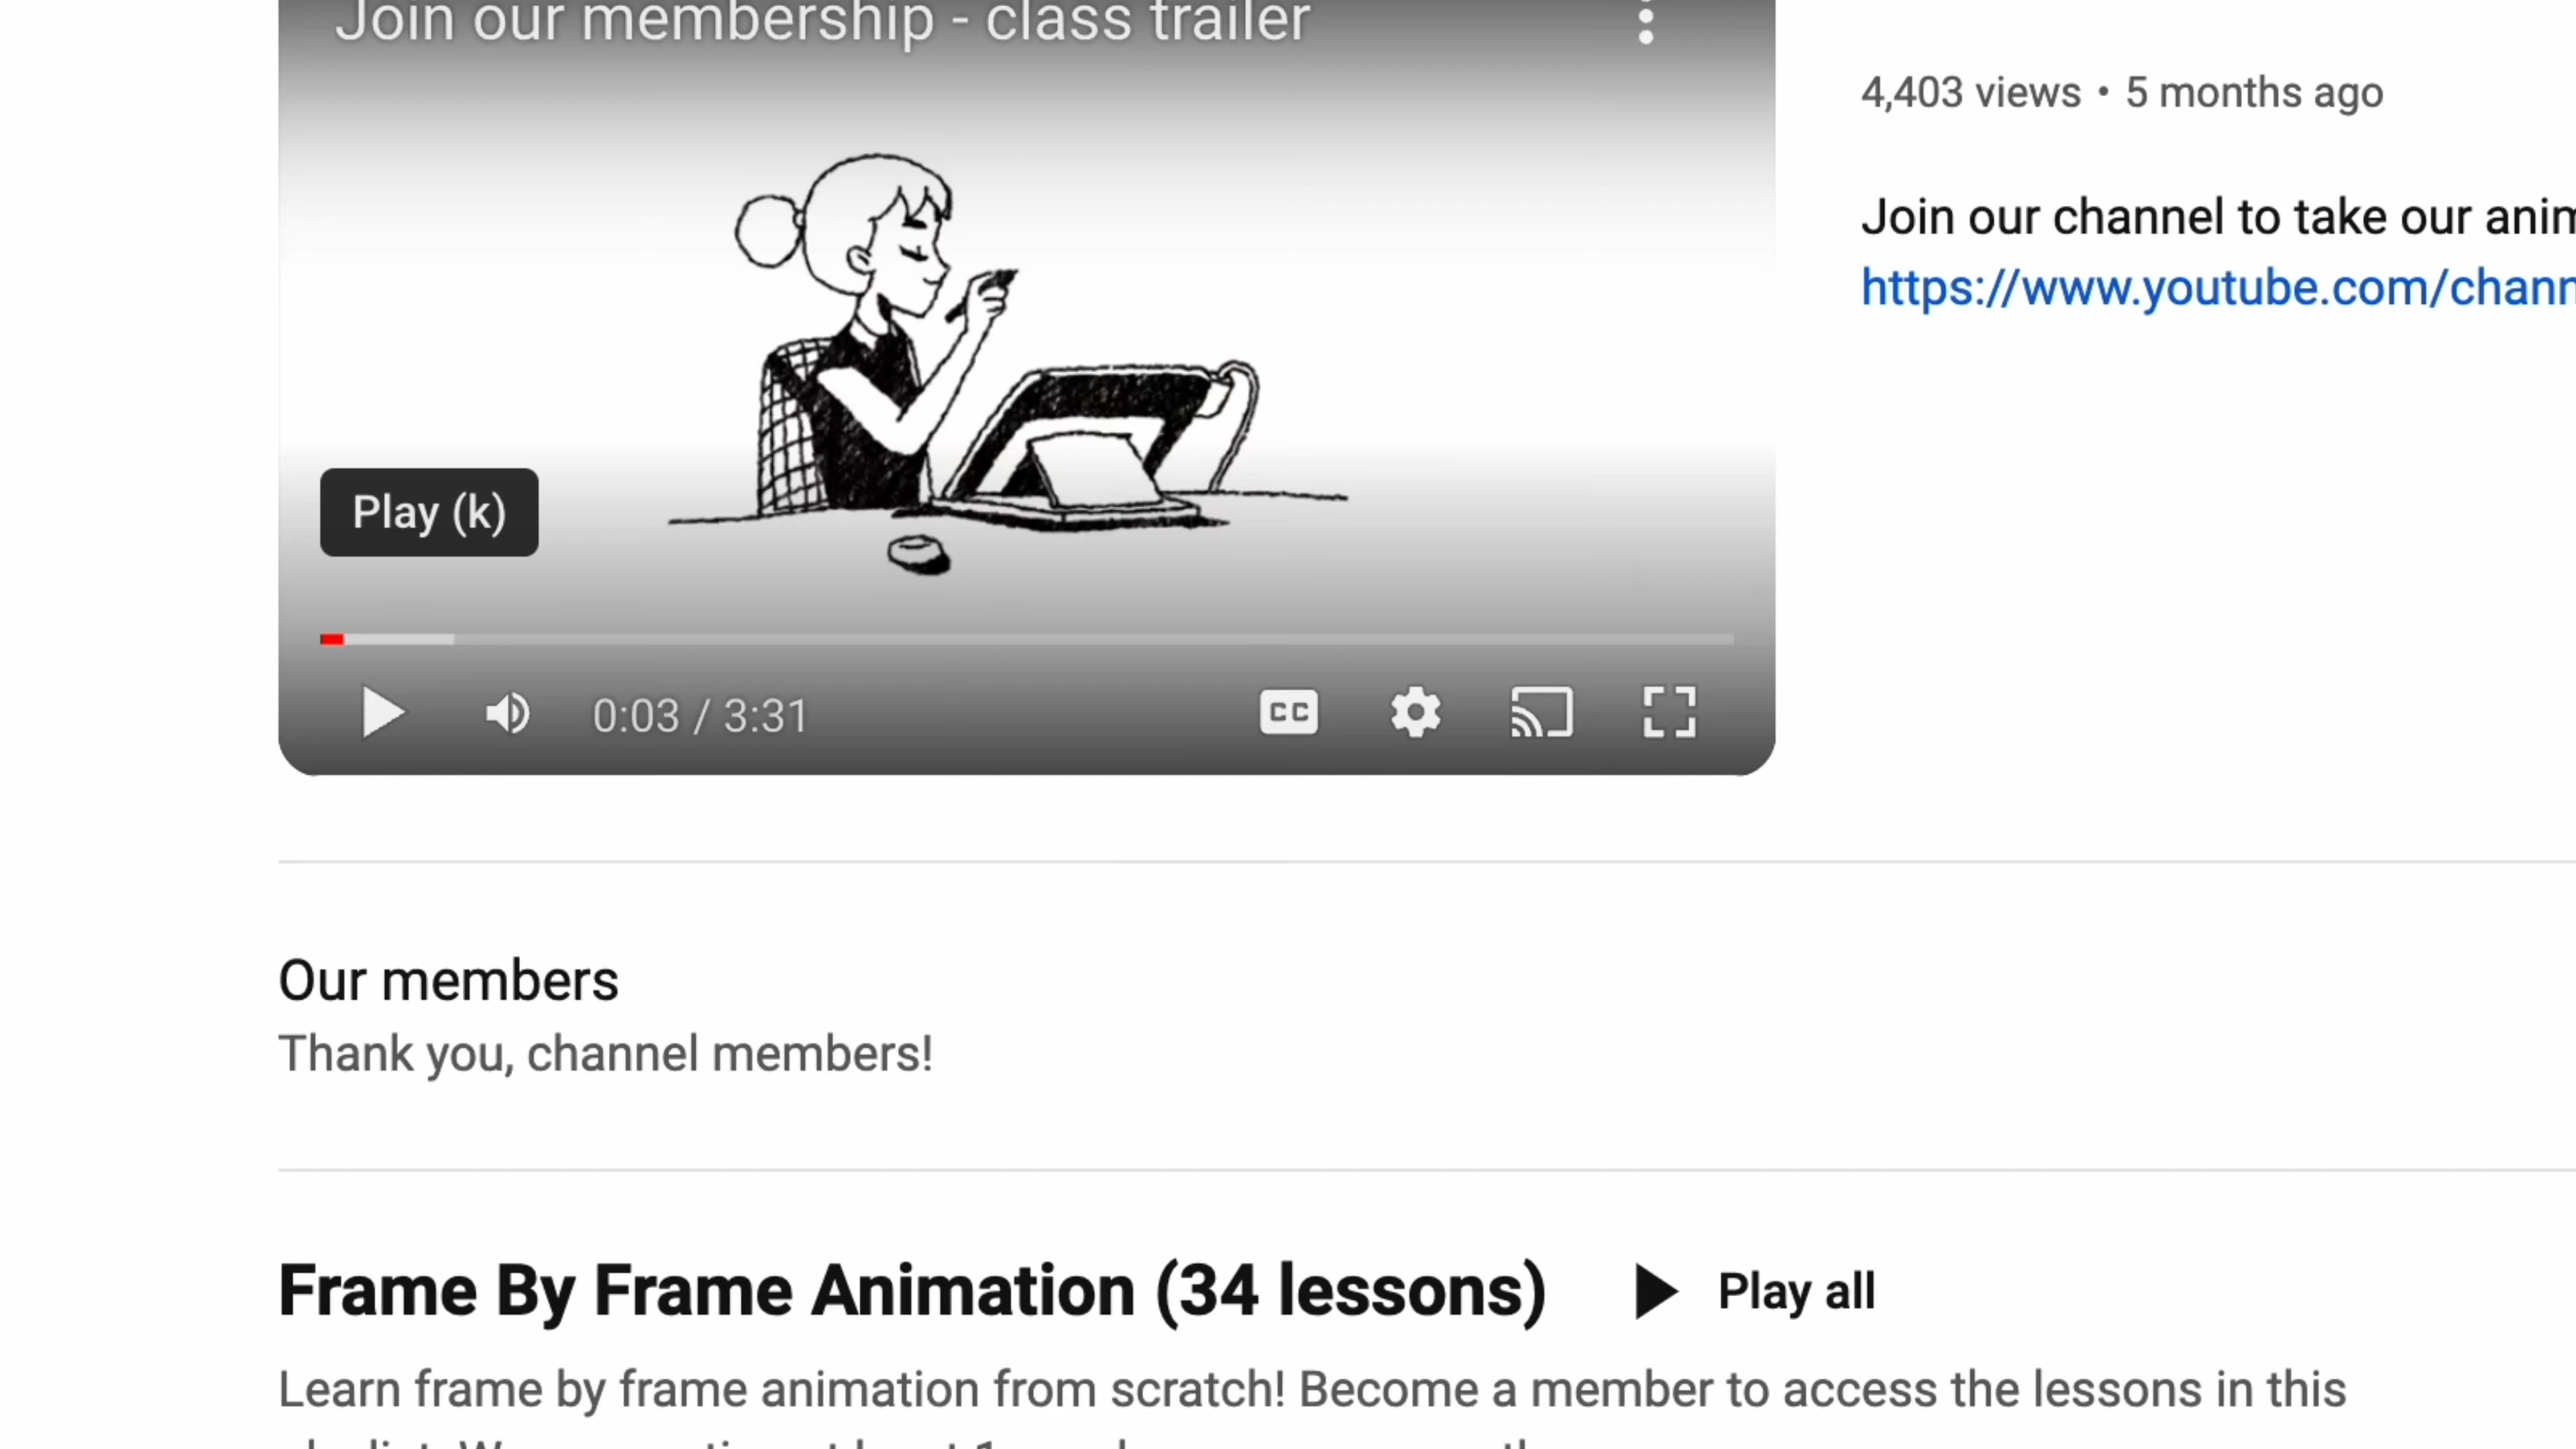 Join our membership - class trailer
4,403 views • 5 months ago
Join our channel to take our
https://www.youtube.com/
Play (k)
0:03 / 3:31
CC
Our members
Thank you, channel members!
Frame By Frame Animation (34 lessons)
Play all
Learn frame by frame animation from scratch! Become a member to access the lessons in this